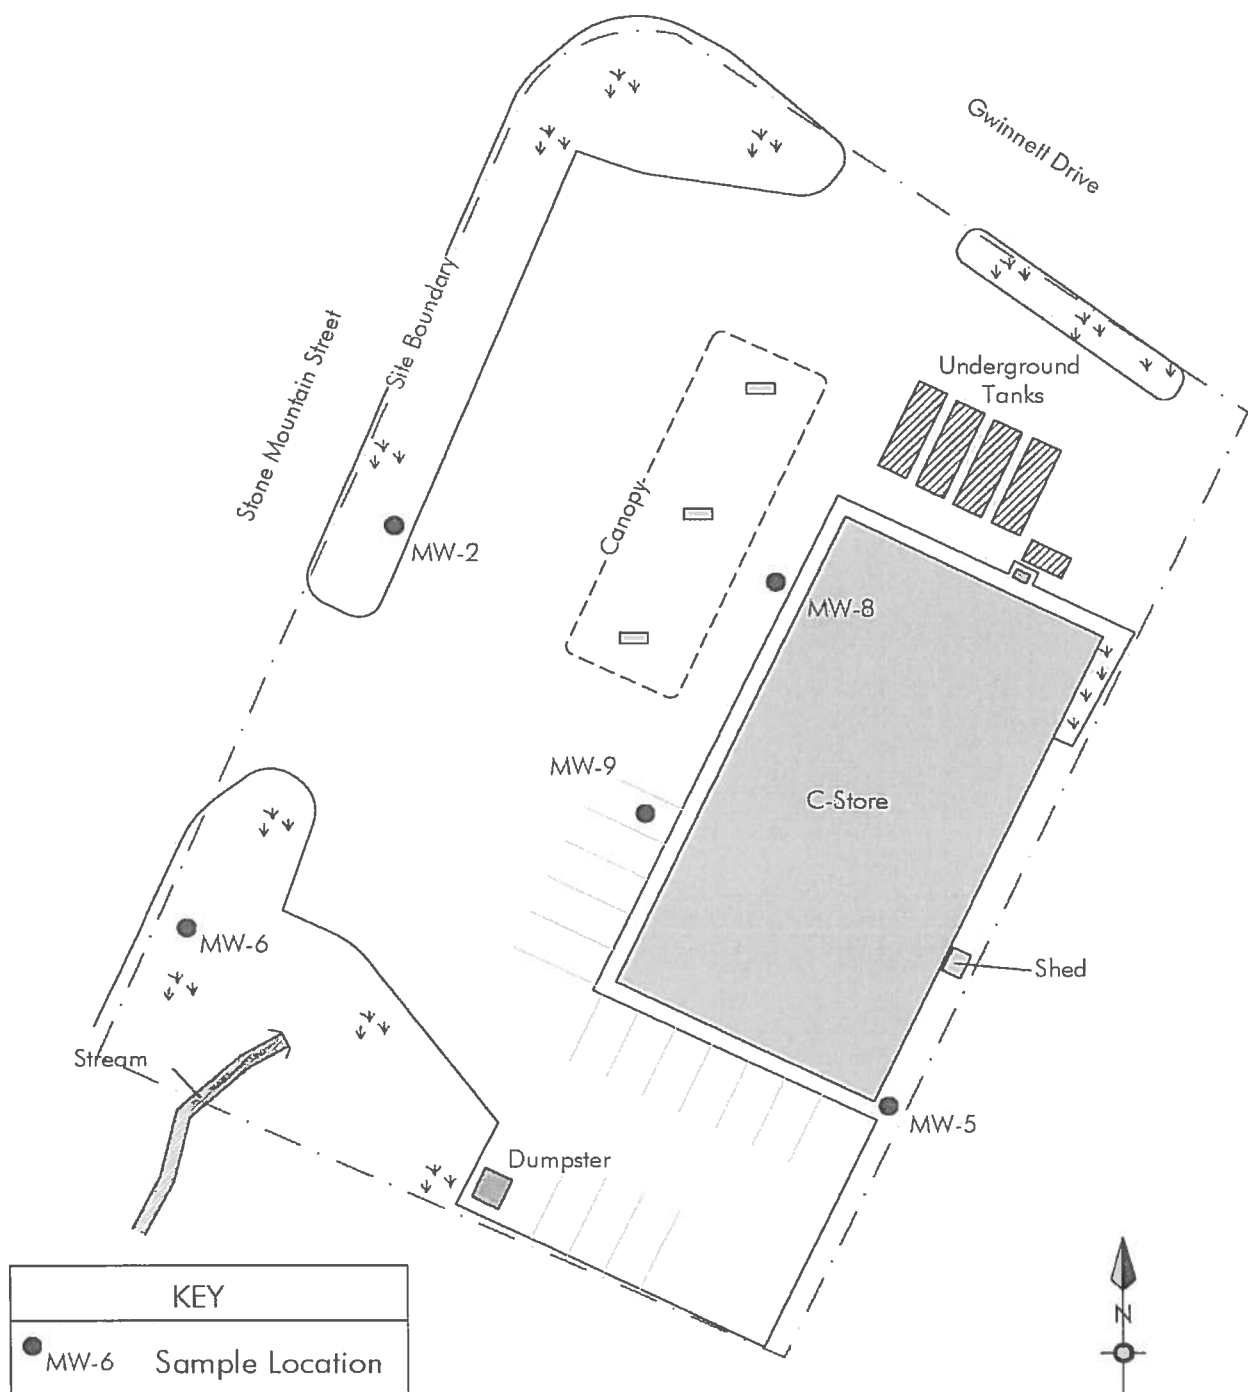 Gwinnett Drive
Site Boundary
Stone Mountain Street
Underground
Tanks
Canopy
MW-2
MW-8
MW-9
C-Store
MW-6
Shed
Stream
MW-5
Dumpster
KEY
MW-6 Sample Location
N